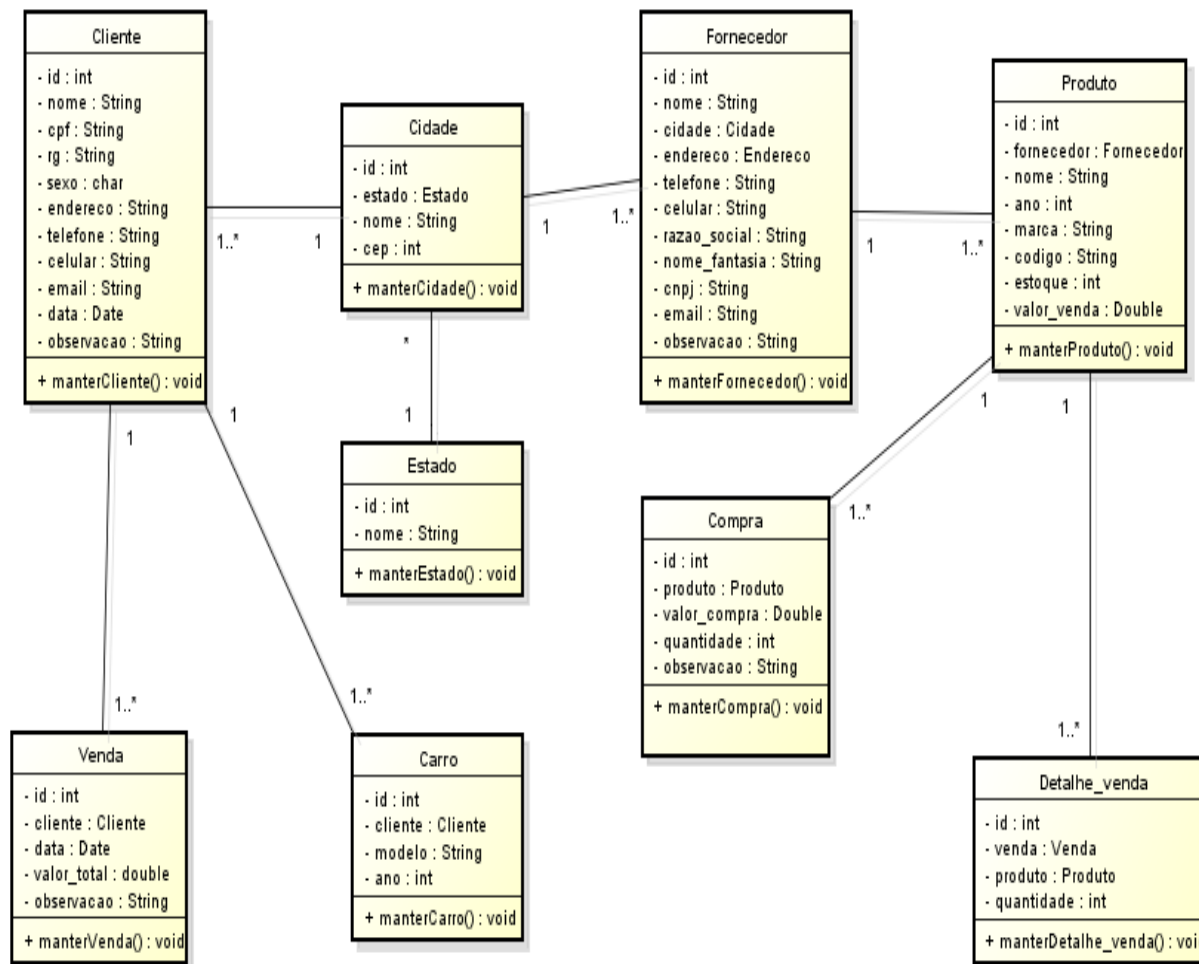 Cliente
- id : int
- nome : String
- cpf : String
- rg : String
- sexo : char
- endereco : String
- telefone : String
- celular : String
- email : String
- data : Date
- observacao : String
+ manterCliente() : void
1..*
1
Cidade
- id : int
- estado : Estado
- nome : String
- cep : int
+ manterCidade() : void
1
1..*
Fornecedor
- id : int
- nome : String
- cidade : Cidade
- endereco : Endereco
- telefone : String
- celular : String
- razao_social : String
- nome_fantasia : String
- cnpj : String
- email : String
- observacao : String
+ manterFornecedor() : void
1
1..*
Produto
- id : int
- fornecedor : Fornecedor
- nome : String
- ano : int
- marca : String
- codigo : String
- estoque : int
- valor_venda : Double
+ manterProduto() : void
*
1
Estado
- id : int
- nome : String
+ manterEstado() : void
1
1..*
Compra
- id : int
- produto : Produto
- valor_compra : Double
- quantidade : int
- observacao : String
+ manterCompra() : void
1
1..*
Venda
- id : int
- cliente : Cliente
- data : Date
- valor_total : double
- observacao : String
+ manterVenda() : void
1
1..*
Carro
- id : int
- cliente : Cliente
- modelo : String
- ano : int
+ manterCarro() : void
1
1..*
Detalhe_venda
- id : int
- venda : Venda
- produto : Produto
- quantidade : int
+ manterDetalhe_venda() : voi